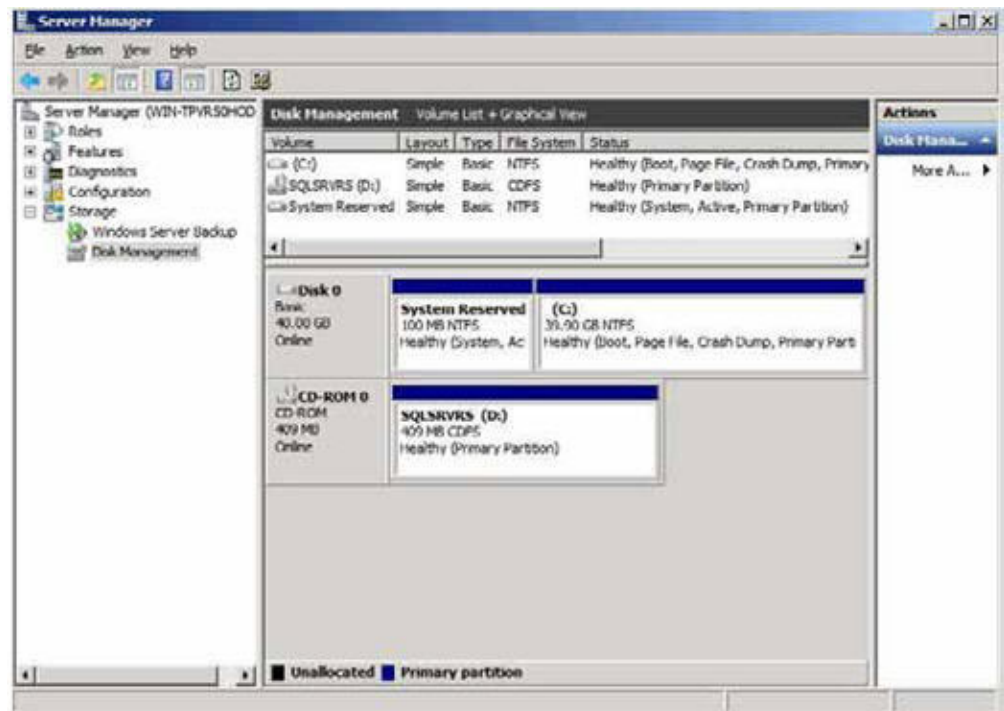 Server Manager
File Action View Help
Server Manager (WIN-TPVRS0HOD
Roles
Features
Diagnostics
Configuration
Storage
Windows Server Backup
Disk Management
Disk Management Volume List + Graphical View
Volume Layout Type File System Status
(C:) Simple Basic NTFS Healthy (Boot, Page File, Crash Dump, Primary
SQLSRVRS (D:) Simple Basic CDFS Healthy (Primary Partition)
System Reserved Simple Basic NTFS Healthy (System, Active, Primary Partition)
Disk 0
Basic
40.00 GB
Online
System Reserved
100 MB NTFS
Healthy (System, Ac
(C:)
39.90 GB NTFS
Healthy (Boot, Page File, Crash Dump, Primary Parti
CD-ROM 0
CD-ROM
409 MB
Online
SQLSRVRS (D:)
409 MB CDFS
Healthy (Primary Partition)
Unallocated Primary partition
Actions
Disk Mana...
More A...